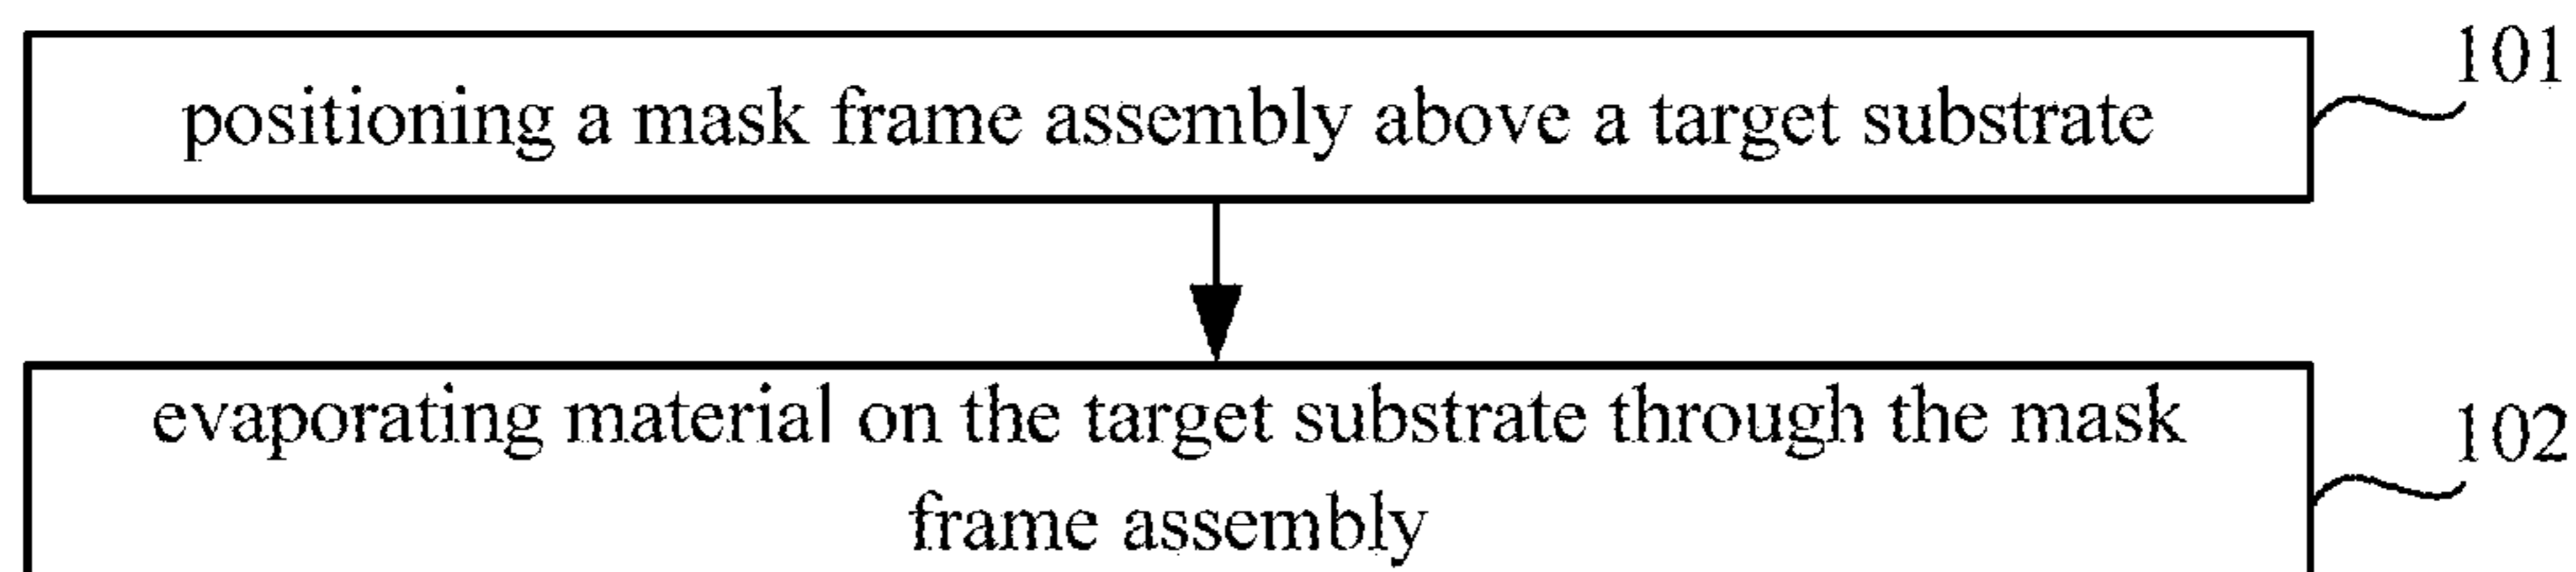 101
positioning a mask frame assembly above a target substrate
evaporating material on the target substrate through the mask
102
frame assembly